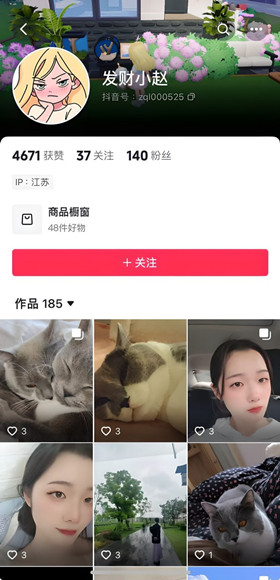 发财小赵
抖音号：zql000525
4671 获赞 37 关注 140 粉丝
IP：江苏
商品橱窗
48件好物
+ 关注
作品 185
3
3
3
3
3
1